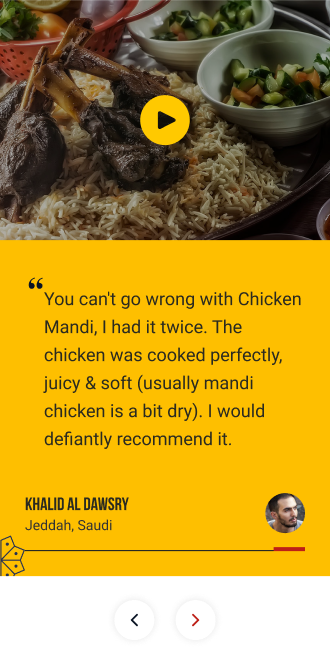 “You can't go wrong with Chicken
Mandi, I had it twice. The
chicken was cooked perfectly,
juicy & soft (usually mandi
chicken is a bit dry). I would
defiantly recommend it.
KHALID AL DAWSRY
Jeddah, Saudi